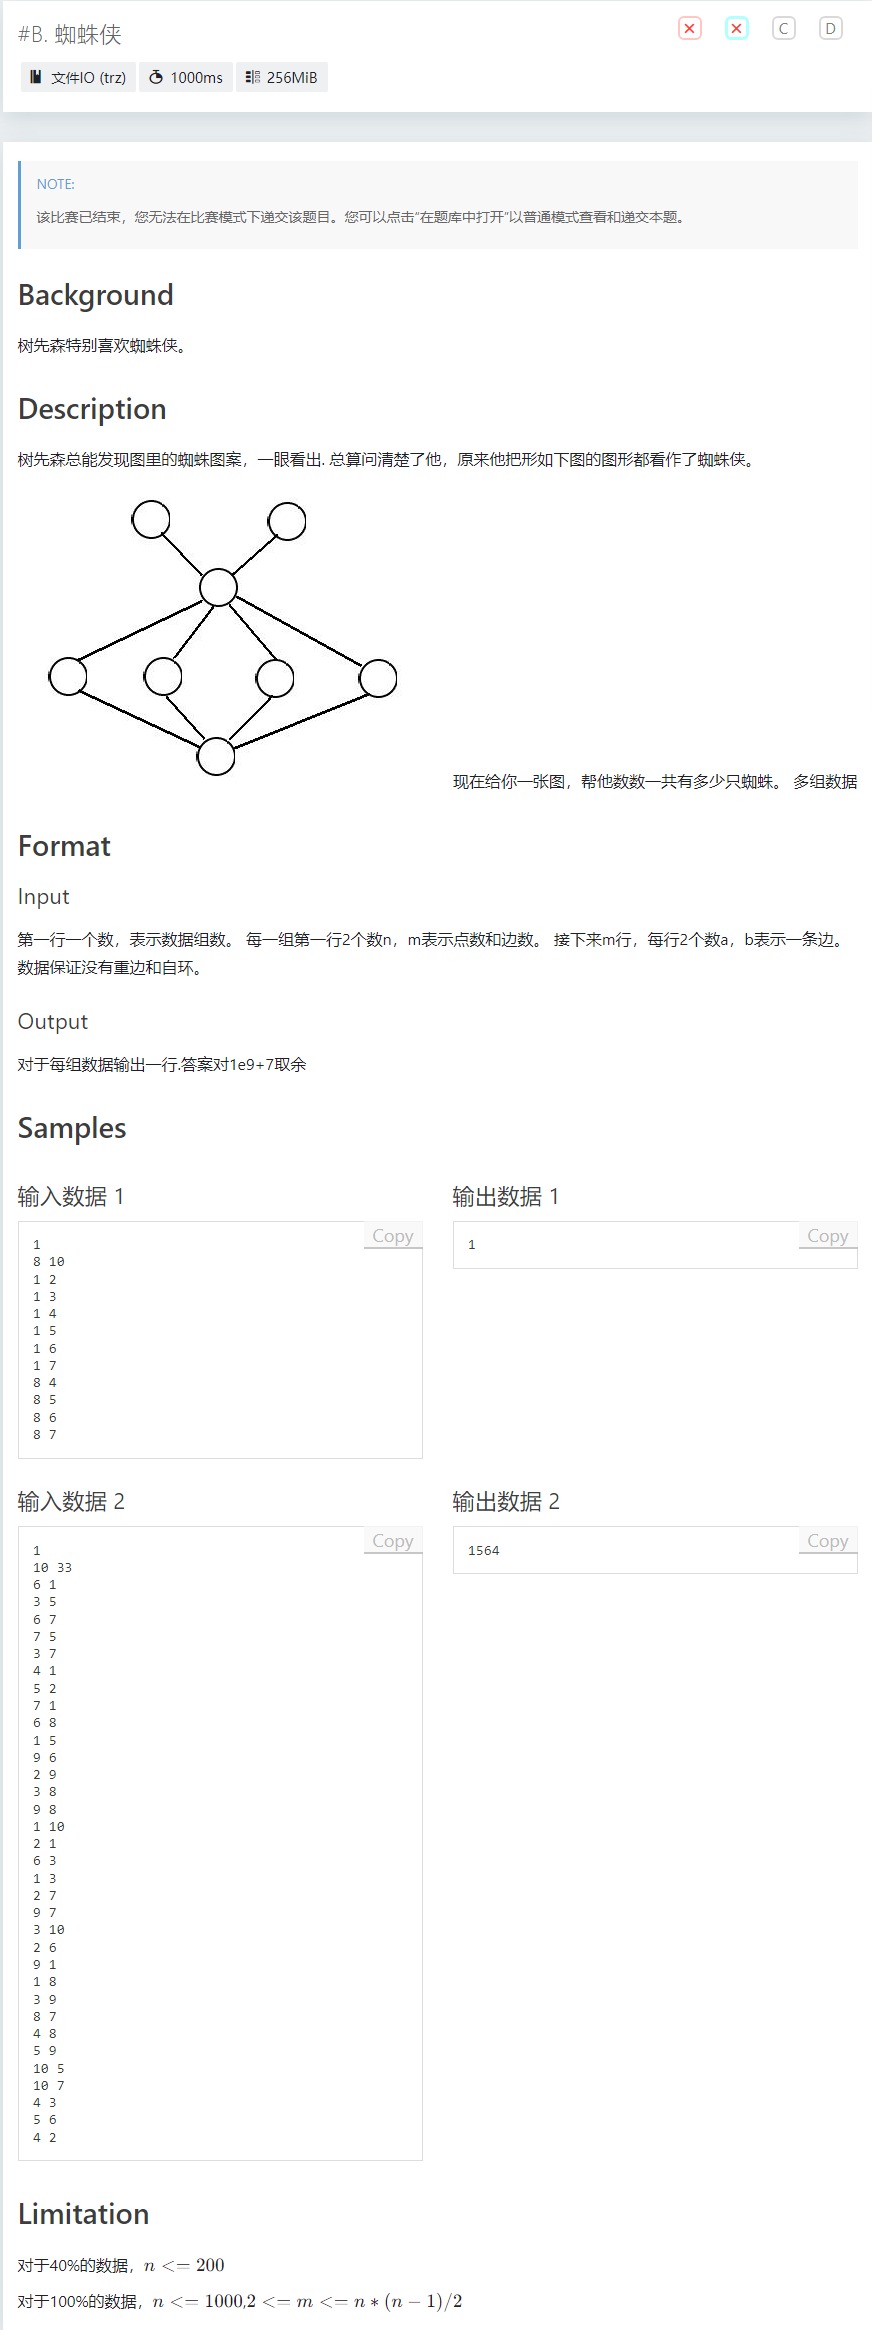 #B. 蜘蛛侠
C D
文件IO (trz) 1000ms 256MiB
NOTE:
该比赛已结束，您无法在比赛模式下递交该题目。您可以点击“在题库中打开”以普通模式查看和递交本题。
Background
树先森特别喜欢蜘蛛侠。
Description
树先森总能发现图里的蜘蛛图案，一眼看出. 总算问清楚了他，原来他把形如下图的图形都看作了蜘蛛侠。
现在给你一张图，帮他数数一共有多少只蜘蛛。 多组数据
Format
Input
第一行一个数，表示数据组数。 每一组第一行2个数n，m表示点数和边数。 接下来m行，每行2个数a，b表示一条边。
数据保证没有重边和自环。
Output
对于每组数据输出一行.答案对1e9+7取余
Samples
输入数据 1
Copy
1
8 10
1 2
1 3
1 4
1 5
1 6
1 7
8 4
8 5
8 6
8 7
输出数据 1
Copy
1
输入数据 2
Copy
1
10 33
6 1
3 5
6 7
7 5
3 7
4 1
5 2
7 1
6 8
1 5
9 6
2 9
3 8
9 8
1 10
2 1
6 3
1 3
2 7
9 7
3 10
2 6
9 1
1 8
3 9
8 7
4 8
5 9
10 5
10 7
4 3
5 6
4 2
输出数据 2
Copy
1564
Limitation
对于40%的数据，n <= 200
对于100%的数据，n <= 1000,2 <= m <= n ∗ (n − 1)/2